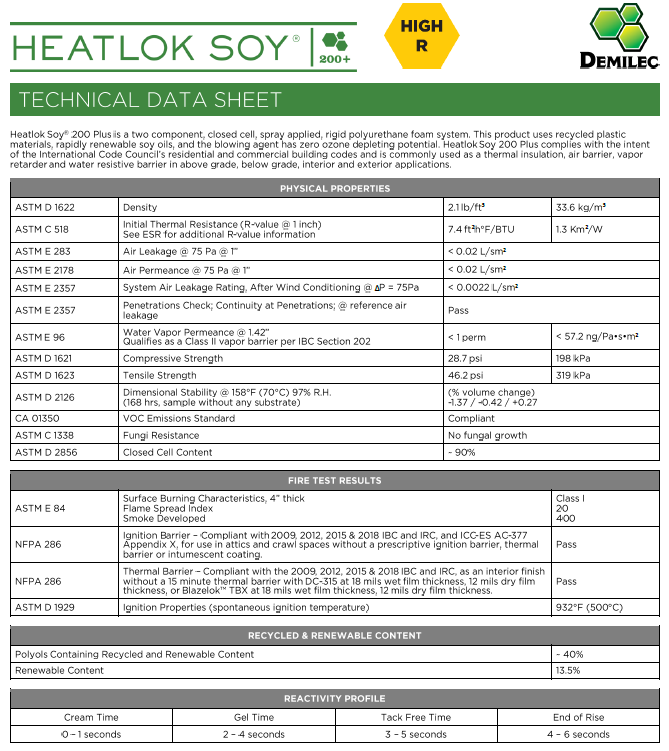 HEATLOK SOY® 200+
HIGH
R
DEMILEC
TECHNICAL DATA SHEET
Heatlok Soy® 200 Plus is a two component, closed cell, spray applied, rigid polyurethane foam system. This product uses recycled plastic
materials, rapidly renewable soy oils, and the blowing agent has zero ozone depleting potential. Heatlok Soy 200 Plus complies with the intent
of the International Code Council's residential and commercial building codes and is commonly used as a thermal insulation, air barrier, vapor
retarder and water resistive barrier in above grade, below grade, interior and exterior applications.
PHYSICAL PROPERTIES
ASTM D 1622 Density 2.1 lb/ft³ 33.6 kg/m³
ASTM C 518 Initial Thermal Resistance (R-value @ 1 inch)
See ESR for additional R-value information 7.4 ft²h°F/BTU 1.3 Km²/W
ASTM E 283 Air Leakage @ 75 Pa @ 1" < 0.02 L/sm²
ASTM E 2178 Air Permeance @ 75 Pa @ 1" < 0.02 L/sm²
ASTM E 2357 System Air Leakage Rating, After Wind Conditioning @ ΔP = 75Pa < 0.0022 L/sm²
ASTM E 2357 Penetrations Check; Continuity at Penetrations; @ reference air
leakage Pass
ASTM E 96 Water Vapor Permeance @ 1.42"
Qualifies as a Class II vapor barrier per IBC Section 202 < 1 perm < 57.2 ng/Pa•s•m²
ASTM D 1621 Compressive Strength 28.7 psi 198 kPa
ASTM D 1623 Tensile Strength 46.2 psi 319 kPa
ASTM D 2126 Dimensional Stability @ 158°F (70°C) 97% R.H.
(168 hrs, sample without any substrate) (% volume change)
-1.37 / -0.42 / +0.27
CA 01350 VOC Emissions Standard Compliant
ASTM C 1338 Fungi Resistance No fungal growth
ASTM D 2856 Closed Cell Content ~ 90%
FIRE TEST RESULTS
ASTM E 84 Surface Burning Characteristics, 4" thick Class I
Flame Spread Index 20
Smoke Developed 400
NFPA 286 Ignition Barrier – Compliant with 2009, 2012, 2015 & 2018 IBC and IRC, and ICC-ES AC-377
Appendix X, for use in attics and crawl spaces without a prescriptive ignition barrier, thermal
barrier or intumescent coating. Pass
NFPA 286 Thermal Barrier – Compliant with the 2009, 2012, 2015 & 2018 IBC and IRC, as an interior finish
without a 15 minute thermal barrier with DC-315 at 18 mils wet film thickness, 12 mils dry film
thickness, or Blazelok™ TBX at 18 mils wet film thickness, 12 mils dry film thickness. Pass
ASTM D 1929 Ignition Properties (spontaneous ignition temperature) 932°F (500°C)
RECYCLED & RENEWABLE CONTENT
Polyols Containing Recycled and Renewable Content ~ 40%
Renewable Content 13.5%
REACTIVITY PROFILE
Cream Time Gel Time Tack Free Time End of Rise
0 – 1 seconds 2 – 4 seconds 3 – 5 seconds 4 – 6 seconds